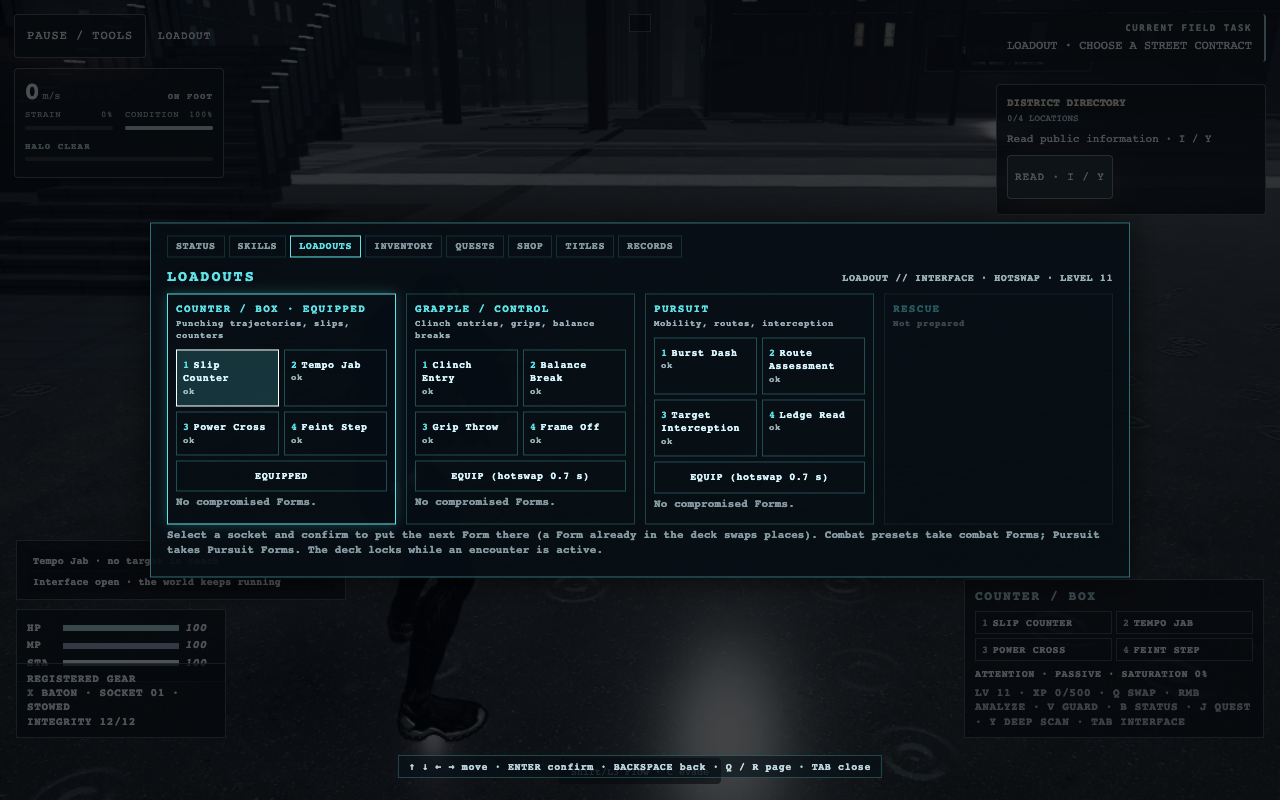 PAUSE / TOOLS
LOADOUT
CURRENT FIELD TASK
LOADOUT · CHOOSE A STREET CONTRACT
0 m/s
ON FOOT
STRAIN 0% CONDITION 100%
HALO CLEAR
DISTRICT DIRECTORY
0/4 LOCATIONS
Read public information · I / Y
READ · I / Y
STATUS SKILLS LOADOUTS INVENTORY QUESTS SHOP TITLES RECORDS
LOADOUTS
LOADOUT // INTERFACE · HOTSWAP · LEVEL 11
COUNTER / BOX · EQUIPPED
Punching trajectories, slips,
counters
1 Slip
Counter
ok
2 Tempo Jab
ok
3 Power Cross
ok
4 Feint Step
ok
EQUIPPED
No compromised Forms.
GRAPPLE / CONTROL
Clinch entries, grips, balance
breaks
1 Clinch
Entry
ok
2 Balance
Break
ok
3 Grip Throw
ok
4 Frame Off
ok
EQUIP (hotswap 0.7 s)
No compromised Forms.
PURSUIT
Mobility, routes, interception
1 Burst Dash
ok
2 Route
Assessment
ok
3 Target
Interception
ok
4 Ledge Read
ok
EQUIP (hotswap 0.7 s)
No compromised Forms.
RESCUE
Not prepared
Select a socket and confirm to put the next Form there (a Form already in the deck swaps places). Combat presets take combat Forms; Pursuit
takes Pursuit Forms. The deck locks while an encounter is active.
Tempo Jab · no target in reach
Interface open · the world keeps running
HP 100
MP 100
STA 100
REGISTERED GEAR
X BATON · SOCKET 01 ·
STOWED
INTEGRITY 12/12
COUNTER / BOX
1 SLIP COUNTER
2 TEMPO JAB
3 POWER CROSS
4 FEINT STEP
ATTENTION · PASSIVE · SATURATION 0%
LV 11 · XP 0/500 · Q SWAP · RMB
ANALYZE · V GUARD · B STATUS · J QUEST
· Y DEEP SCAN · TAB INTERFACE
↑ ↓ ← → move · ENTER confirm · BACKSPACE back · Q / R page · TAB close